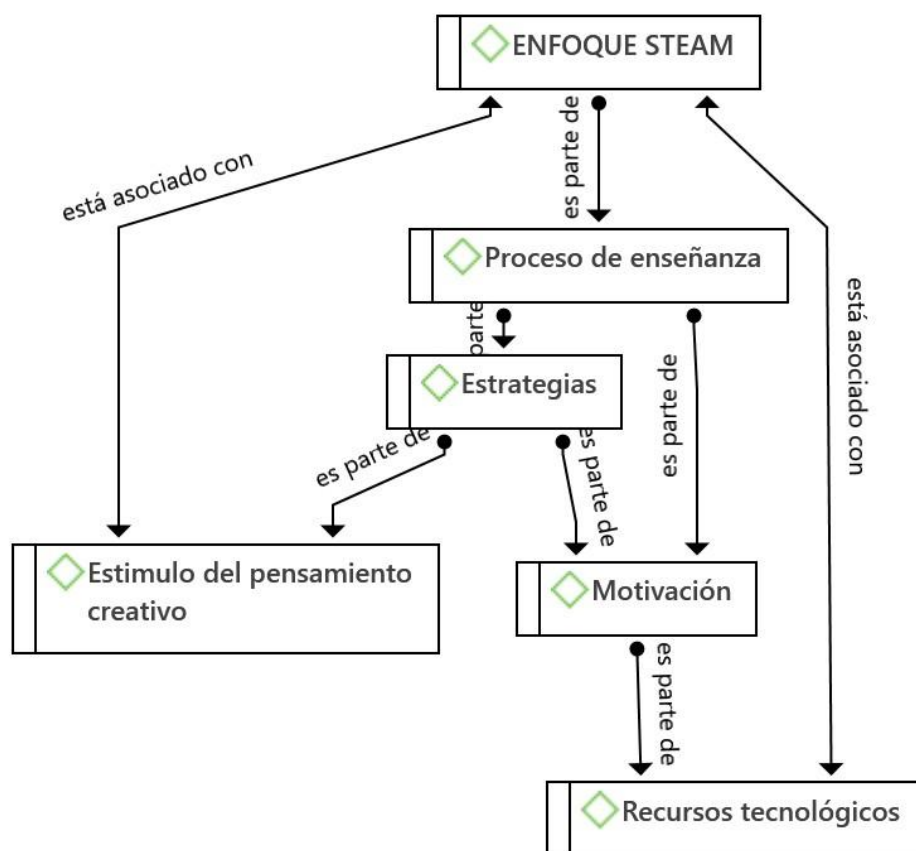 ENFOQUE STEAM
es parte de
está asociado con
Proceso de enseñanza
está asociado con
parte
es parte de
Estrategias
es parte de
es parte de
Estimulo del pensamiento
creativo
Motivación
es parte de
Recursos tecnológicos